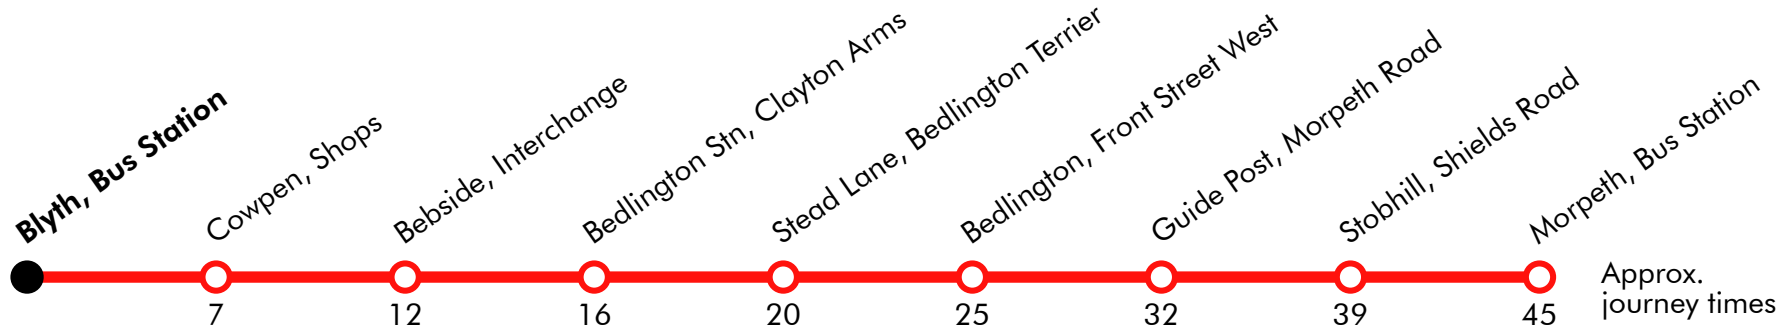 Blyth, Bus Station
Cowpen, Shops
Bebside, Interchange
Bedlington Stn, Clayton Arms
Stead Lane, Bedlington Terrier
Bedlington, Front Street West
Guide Post, Morpeth Road
Stobhill, Shields Road
Morpeth, Bus Station
7
12
16
20
25
32
39
45
Approx.
journey times